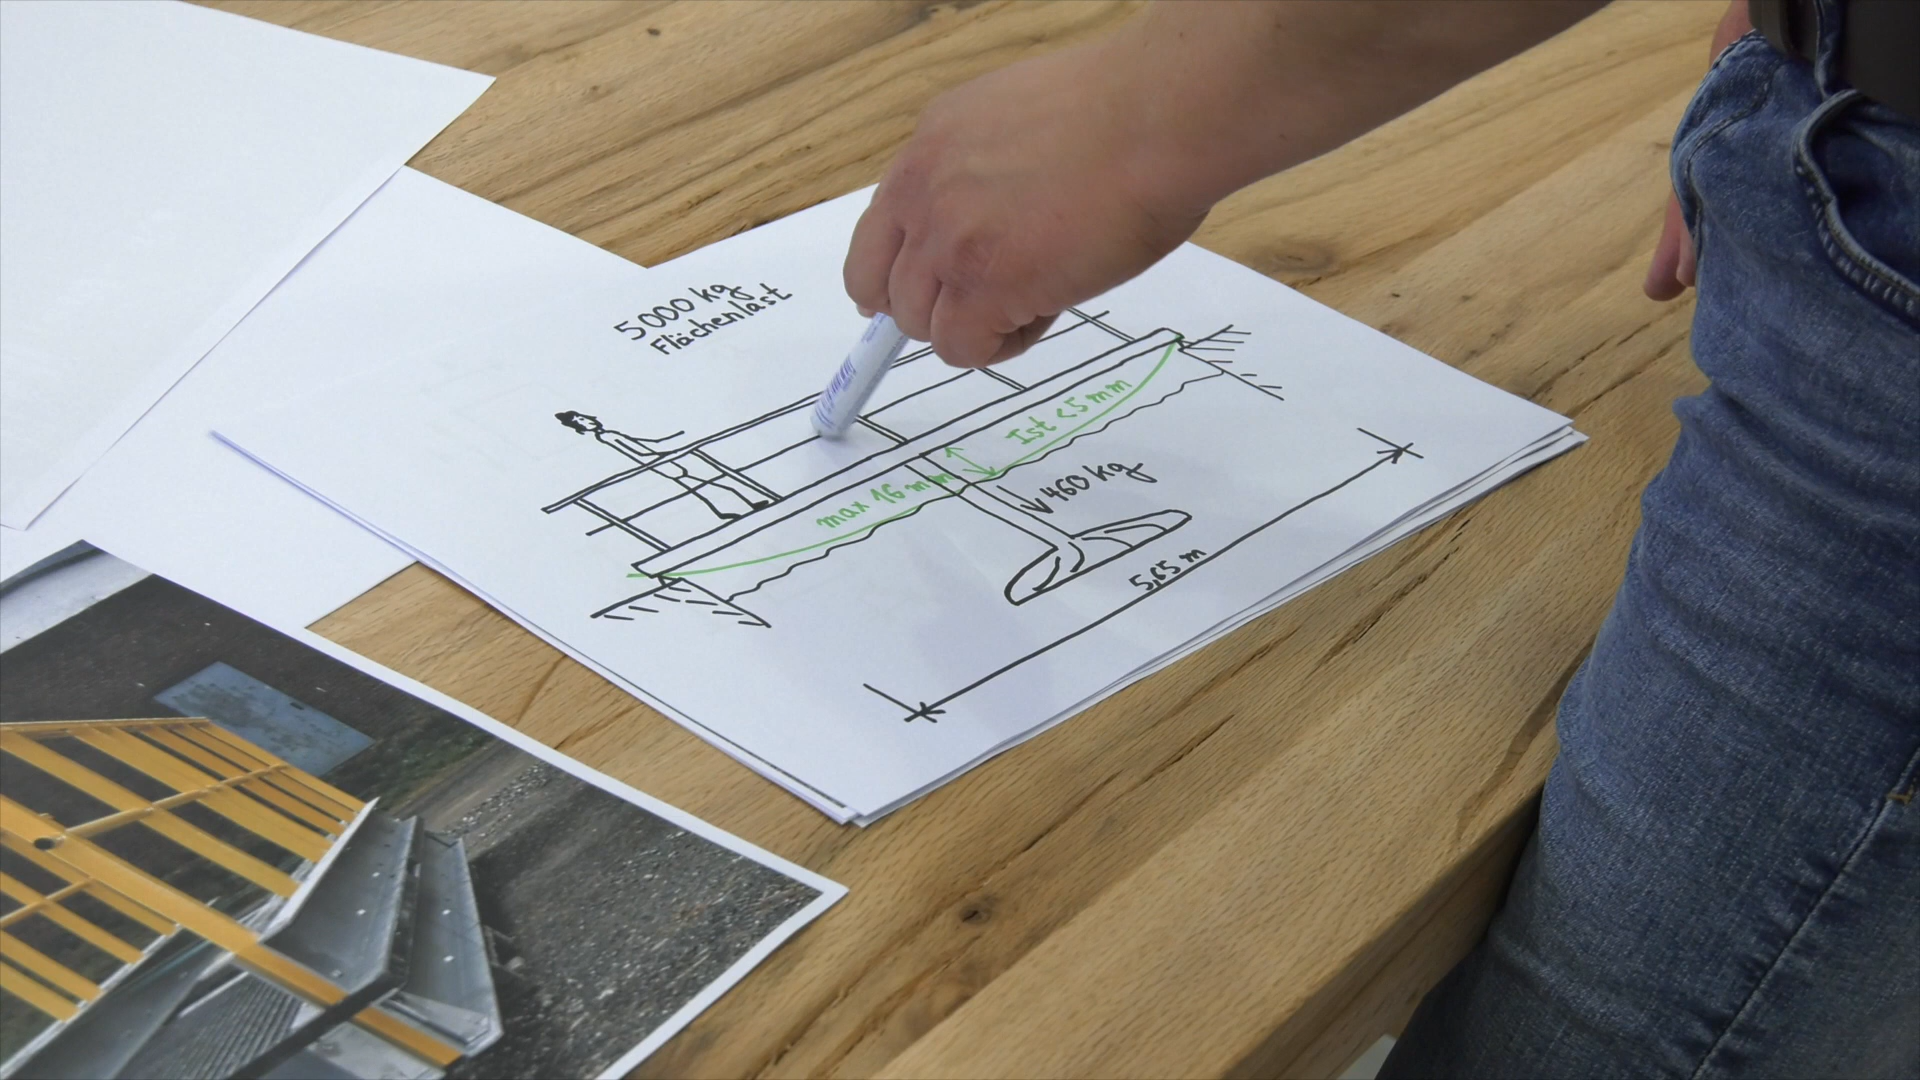 5000 kg
Flächenlast
Ist < 5 mm
max 16 mm
460 kg
5,65 m